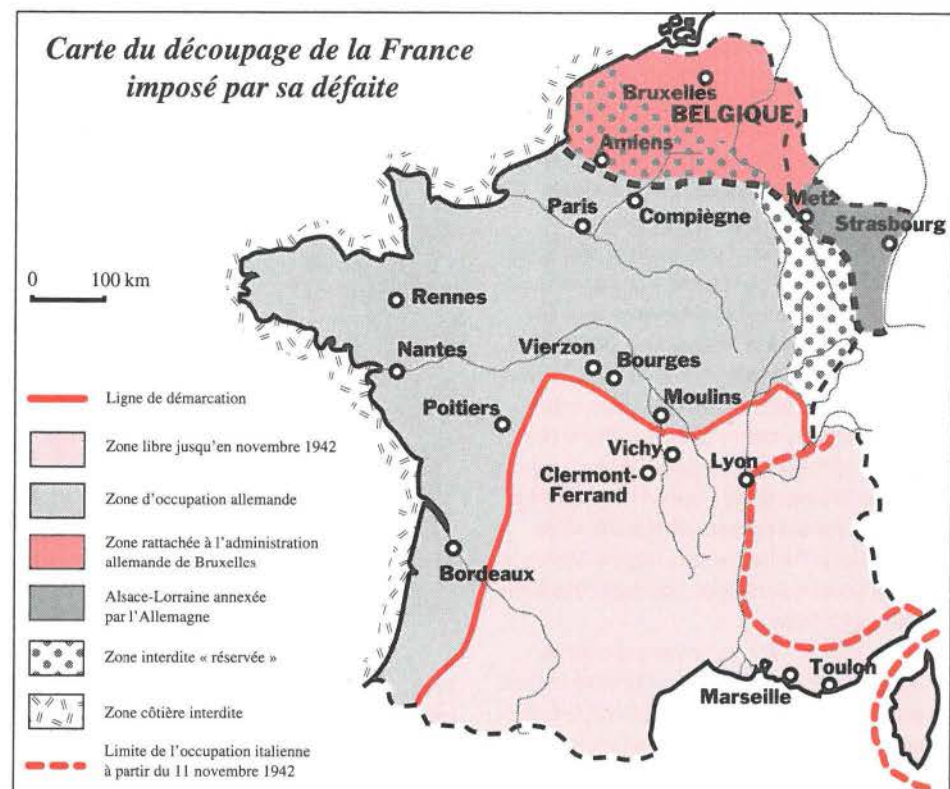 Carte du découpage de la France
imposé par sa défaite
Bruxelles
BELGIQUE
Amiens
Metz
Paris
Compiègne
Strasbourg
0 100 km
Rennes
Nantes
Vierzon
Bourges
Moulins
Poitiers
Vichy
Lyon
Clermont-
Ferrand
Bordeaux
Toulon
Marseille
Ligne de démarcation
Zone libre jusqu'en novembre 1942
Zone d'occupation allemande
Zone rattachée à l'administration
allemande de Bruxelles
Alsace-Lorraine annexée
par l'Allemagne
Zone interdite « réservée »
Zone côtière interdite
Limite de l'occupation italienne
à partir du 11 novembre 1942